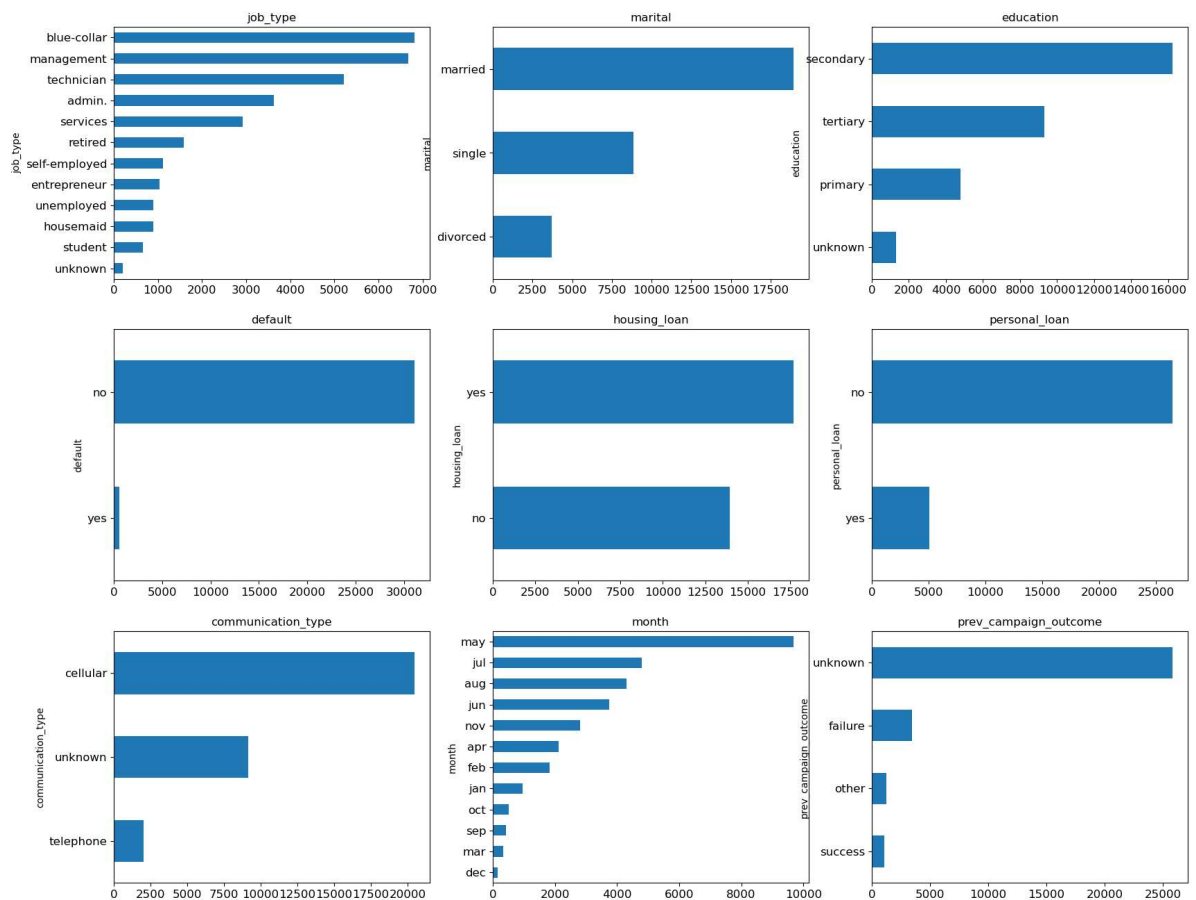 job_type
blue-collar
management
technician
admin.
services
retired
self-employed
entrepreneur
unemployed
housemaid
student
unknown
job_type
0 1000 2000 3000 4000 5000 6000 7000
marital
married
single
divorced
marital
0 2500 5000 7500 10000 12500 15000 17500
education
secondary
tertiary
primary
unknown
education
0 2000 4000 6000 8000 10000 12000 14000 16000
default
no
yes
default
0 5000 10000 15000 20000 25000 30000
housing_loan
yes
no
housing_loan
0 2500 5000 7500 10000 12500 15000 17500
personal_loan
no
yes
personal_loan
0 5000 10000 15000 20000 25000
communication_type
cellular
unknown
telephone
communication_type
0 2500 5000 7500 10000 12500 15000 17500 20000
month
may
jul
aug
jun
nov
apr
feb
jan
oct
sep
mar
dec
month
0 2000 4000 6000 8000 10000
prev_campaign_outcome
unknown
failure
other
success
prev_campaign_outcome
0 5000 10000 15000 20000 25000